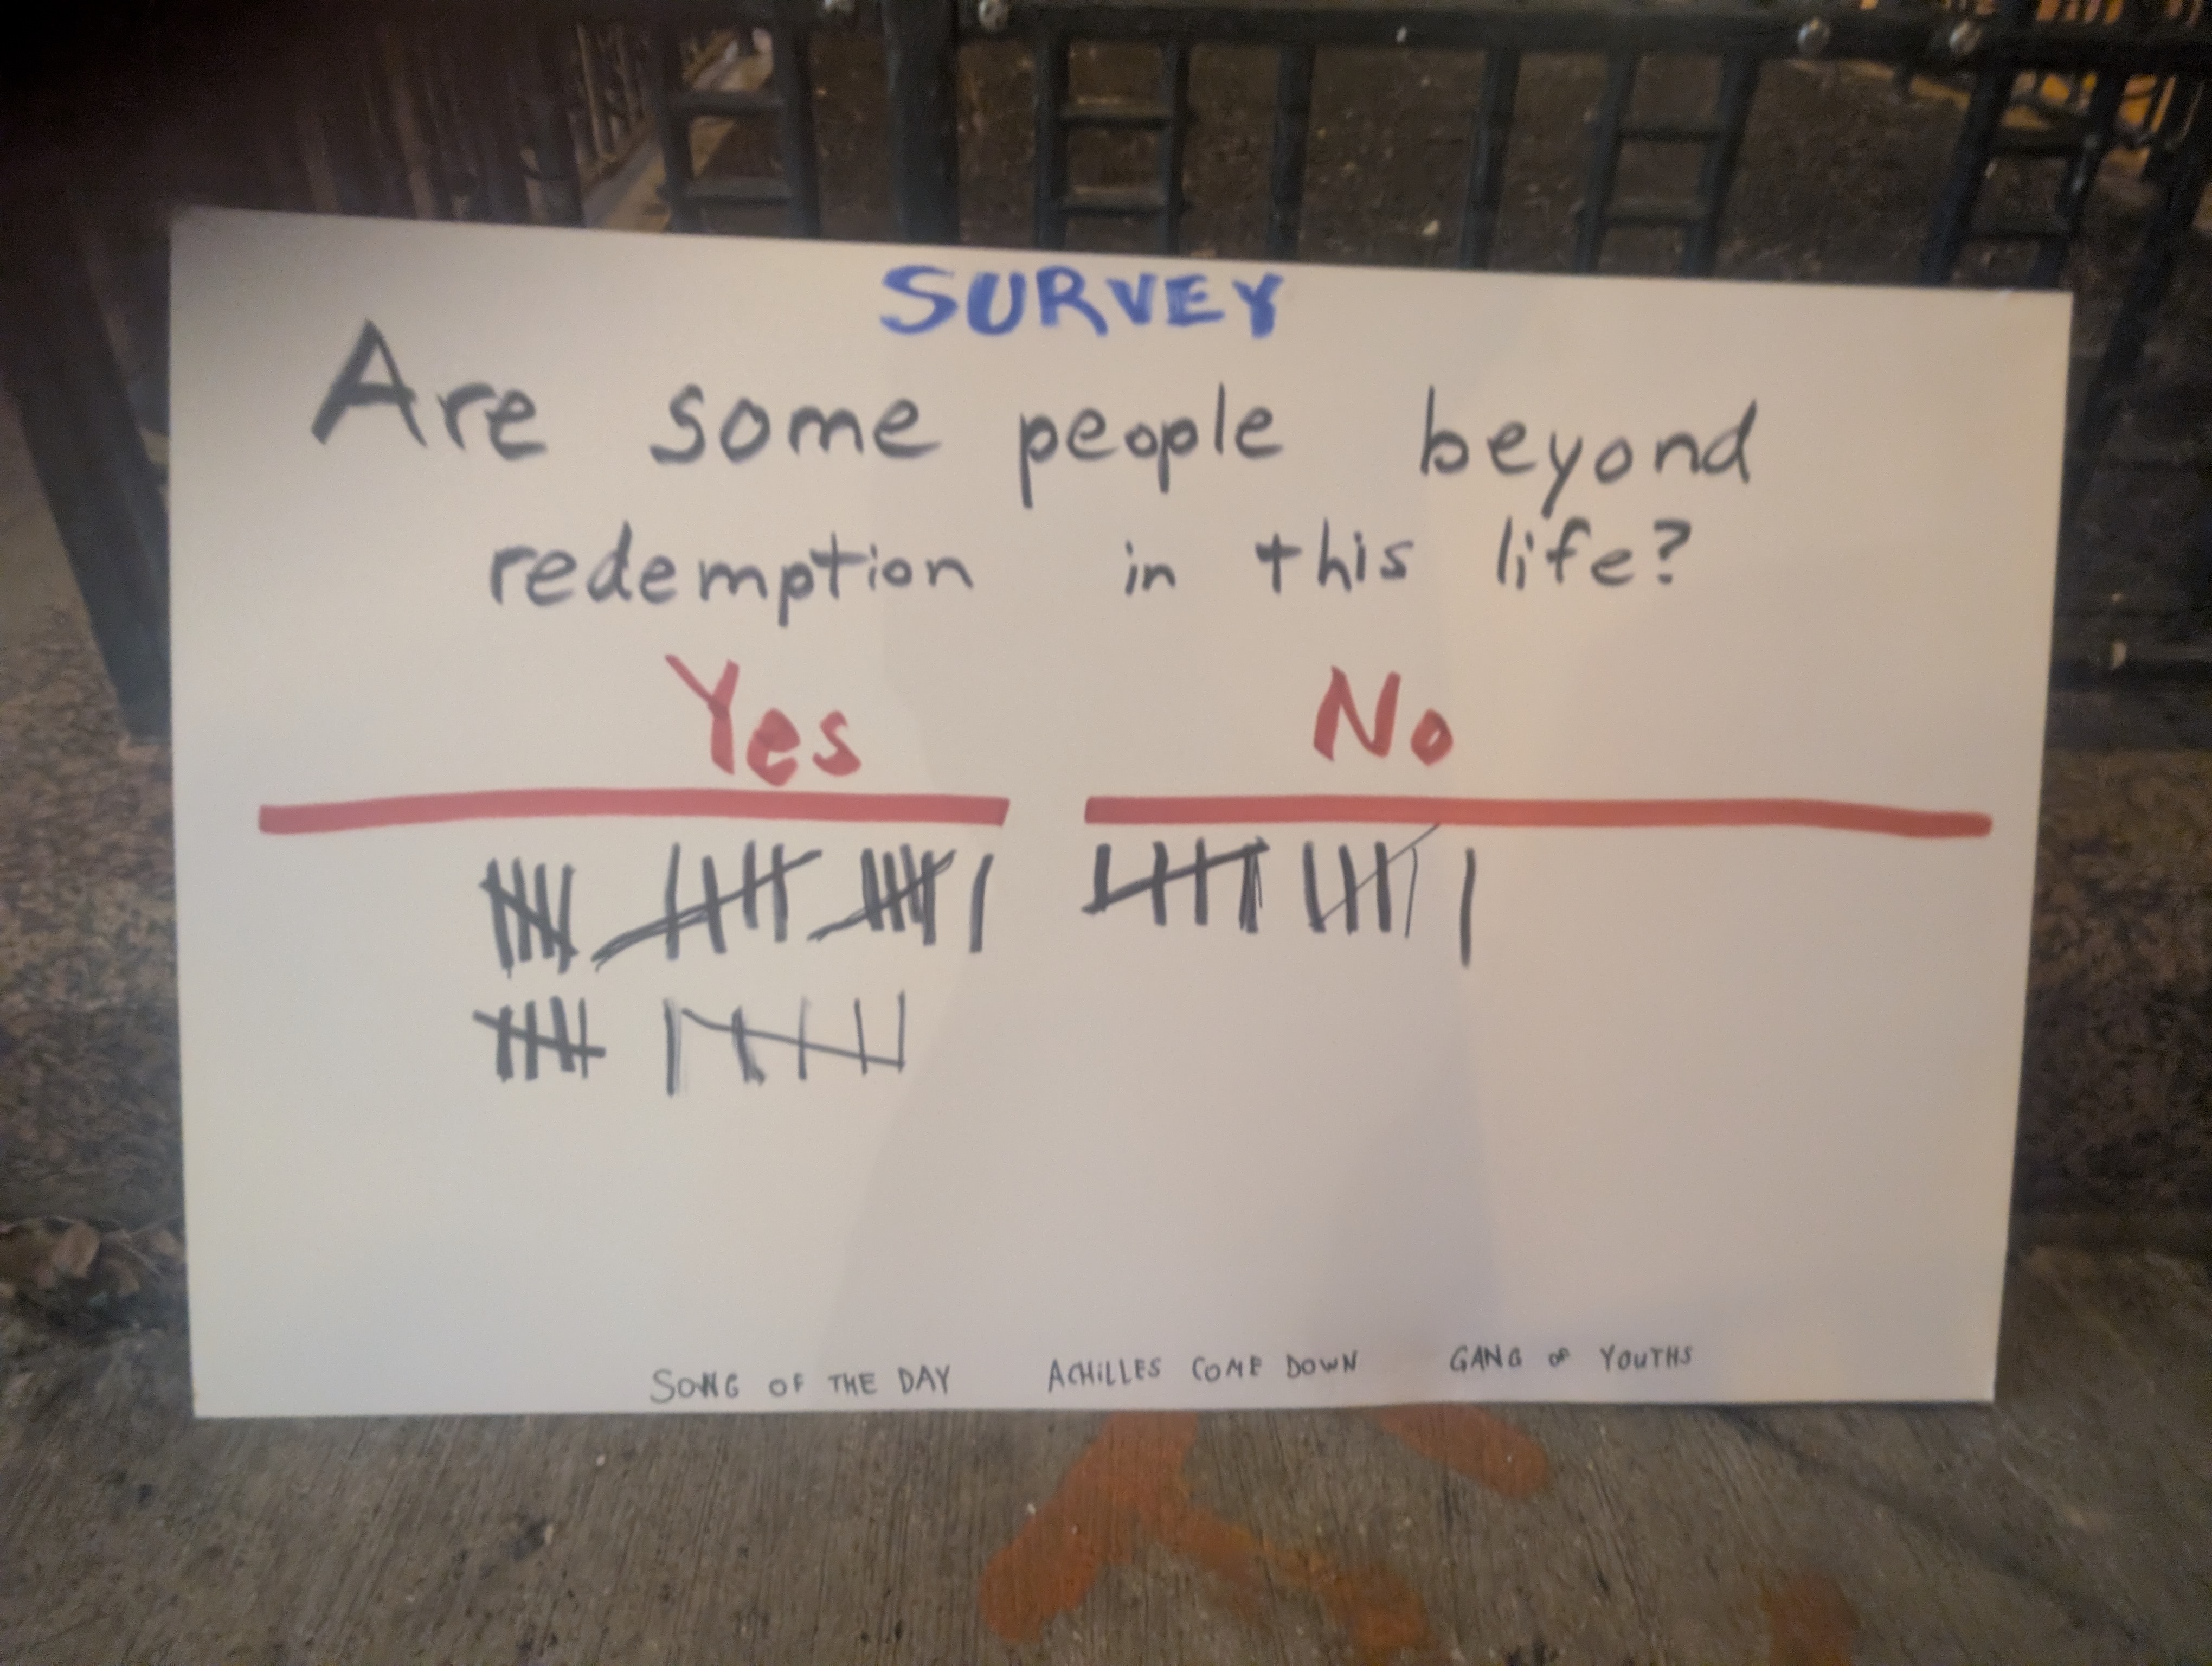 SURVEY
Are some people beyond
redemption in this life?
Yes No
SONG OF THE DAY ACHILLES COME DOWN GANG OF YOUTHS